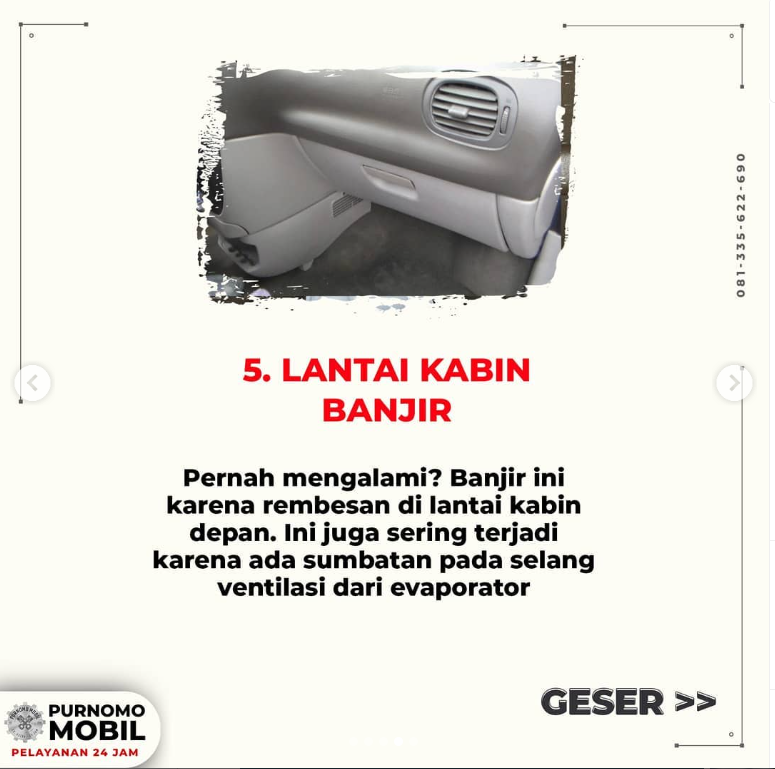 081-335-622-690
5. LANTAI KABIN
BANJIR
Pernah mengalami? Banjir ini
karena rembesan di lantai kabin
depan. Ini juga sering terjadi
karena ada sumbatan pada selang
ventilasi dari evaporator
GESER >>
PURNOMO
MOBIL
PELAYANAN 24 JAM